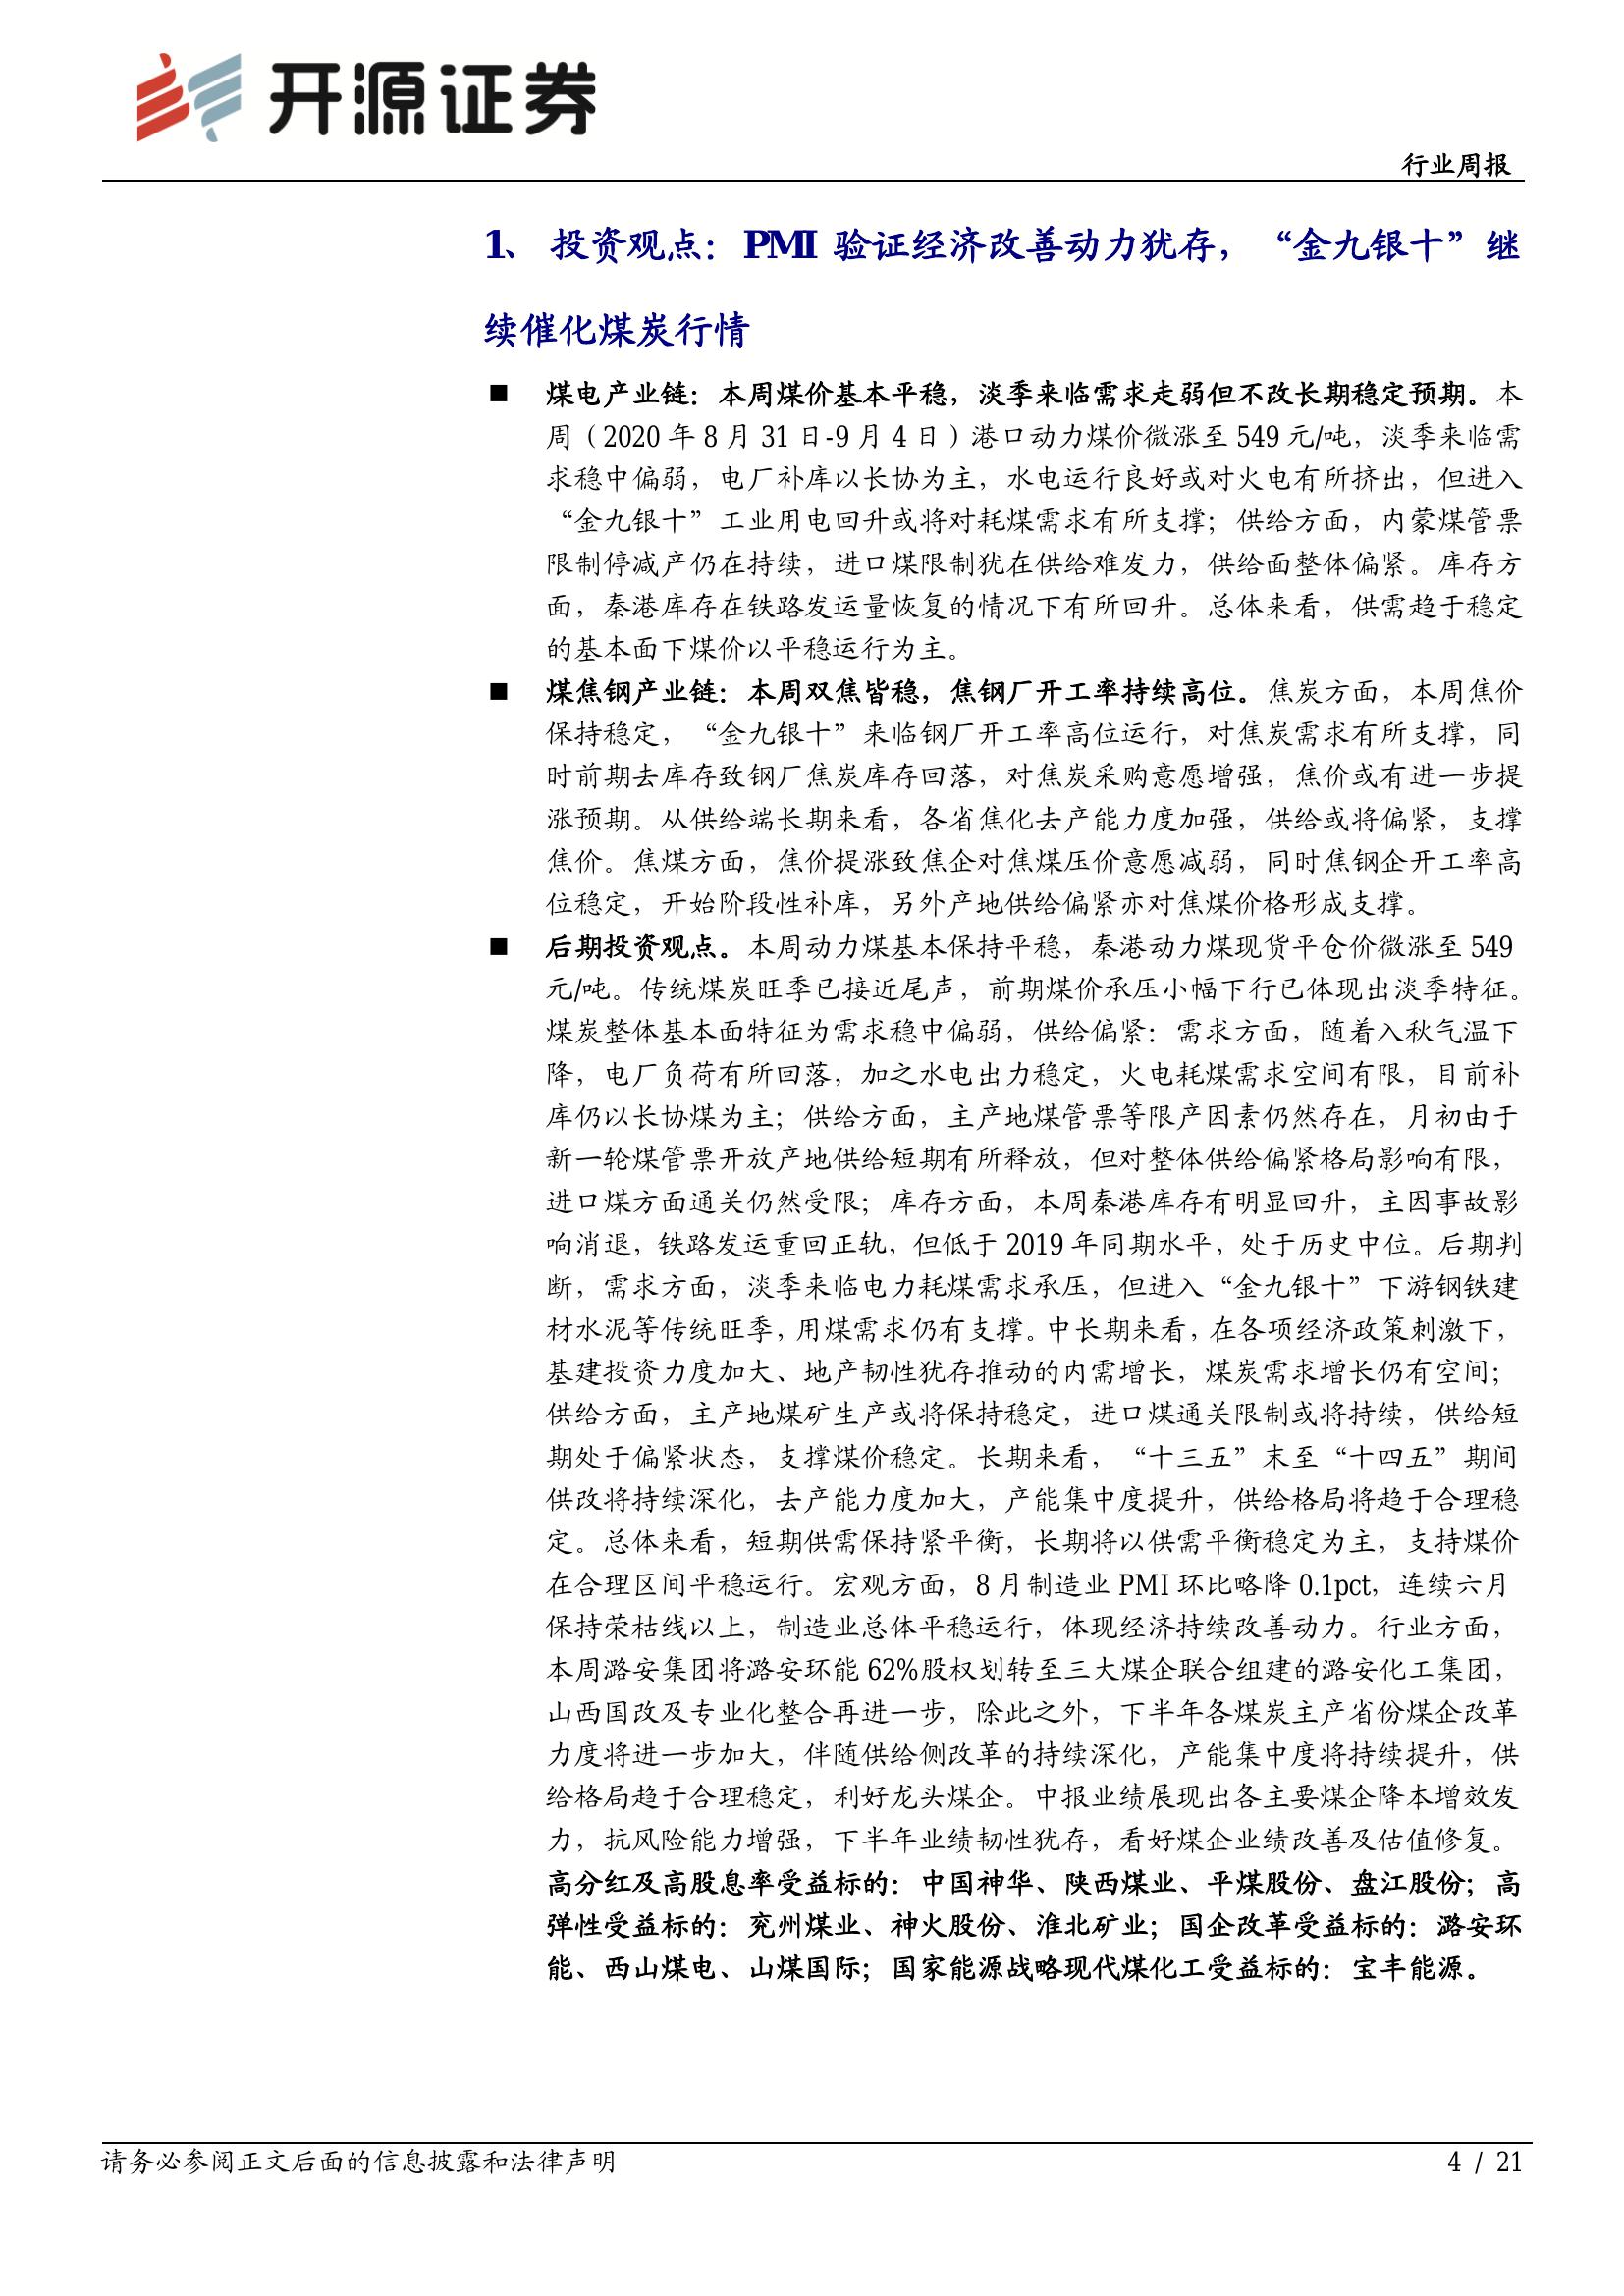 开源证券
行业周报
1、 投资观点：PMI 验证经济改善动力犹存，“金九银十”继
续催化煤炭行情
■ 煤电产业链：本周煤价基本平稳，淡季来临需求走弱但不改长期稳定预期。本
周（2020 年 8 月 31 日-9 月 4 日）港口动力煤价微涨至 549 元/吨，淡季来临需
求稳中偏弱，电厂补库以长协为主，水电运行良好或对火电有所挤出，但进入
“金九银十”工业用电回升或将对耗煤需求有所支撑；供给方面，内蒙煤管票
限制停减产仍在持续，进口煤限制犹在供给难发力，供给面整体偏紧。库存方
面，秦港库存在铁路发运量恢复的情况下有所回升。总体来看，供需趋于稳定
的基本面下煤价以平稳运行为主。
■ 煤焦钢产业链：本周双焦皆稳，焦钢厂开工率持续高位。焦炭方面，本周焦价
保持稳定，“金九银十”来临钢厂开工率高位运行，对焦炭需求有所支撑，同
时前期去库存致钢厂焦炭库存回落，对焦炭采购意愿增强，焦价或有进一步提
涨预期。从供给端长期来看，各省焦化去产能力度加强，供给或将偏紧，支撑
焦价。焦煤方面，焦价提涨致焦企对焦煤压价意愿减弱，同时焦钢企开工率高
位稳定，开始阶段性补库，另外产地供给偏紧亦对焦煤价格形成支撑。
■ 后期投资观点。本周动力煤基本保持平稳，秦港动力煤现货平仓价微涨至 549
元/吨。传统煤炭旺季已接近尾声，前期煤价承压小幅下行已体现出淡季特征。
煤炭整体基本面特征为需求稳中偏弱，供给偏紧：需求方面，随着入秋气温下
降，电厂负荷有所回落，加之水电出力稳定，火电耗煤需求空间有限，目前补
库仍以长协煤为主；供给方面，主产地煤管票等限产因素仍然存在，月初由于
新一轮煤管票开放产地供给短期有所释放，但对整体供给偏紧格局影响有限，
进口煤方面通关仍然受限；库存方面，本周秦港库存有明显回升，主因事故影
响消退，铁路发运重回正轨，但低于 2019 年同期水平，处于历史中位。后期判
断，需求方面，淡季来临电力耗煤需求承压，但进入“金九银十”下游钢铁建
材水泥等传统旺季，用煤需求仍有支撑。中长期来看，在各项经济政策刺激下，
基建投资力度加大、地产韧性犹存推动的内需增长，煤炭需求增长仍有空间；
供给方面，主产地煤矿生产或将保持稳定，进口煤通关限制或将持续，供给短
期处于偏紧状态，支撑煤价稳定。长期来看，“十三五”末至“十四五”期间
供改将持续深化，去产能力度加大，产能集中度提升，供给格局将趋于合理稳
定。总体来看，短期供需保持紧平衡，长期将以供需平衡稳定为主，支持煤价
在合理区间平稳运行。宏观方面，8 月制造业 PMI 环比略降 0.1pct，连续六月
保持荣枯线以上，制造业总体平稳运行，体现经济持续改善动力。行业方面，
本周潞安集团将潞安环能 62%股权划转至三大煤企联合组建的潞安化工集团，
山西国改及专业化整合再进一步，除此之外，下半年各煤炭主产省份煤企改革
力度将进一步加大，伴随供给侧改革的持续深化，产能集中度将持续提升，供
给格局趋于合理稳定，利好龙头煤企。中报业绩展现出各主要煤企降本增效发
力，抗风险能力增强，下半年业绩韧性犹存，看好煤企业绩改善及估值修复。
高分红及高股息率受益标的：中国神华、陕西煤业、平煤股份、盘江股份；高
弹性受益标的：兖州煤业、神火股份、淮北矿业；国企改革受益标的：潞安环
能、西山煤电、山煤国际；国家能源战略现代煤化工受益标的：宝丰能源。
请务必参阅正文后面的信息披露和法律声明
4 / 21